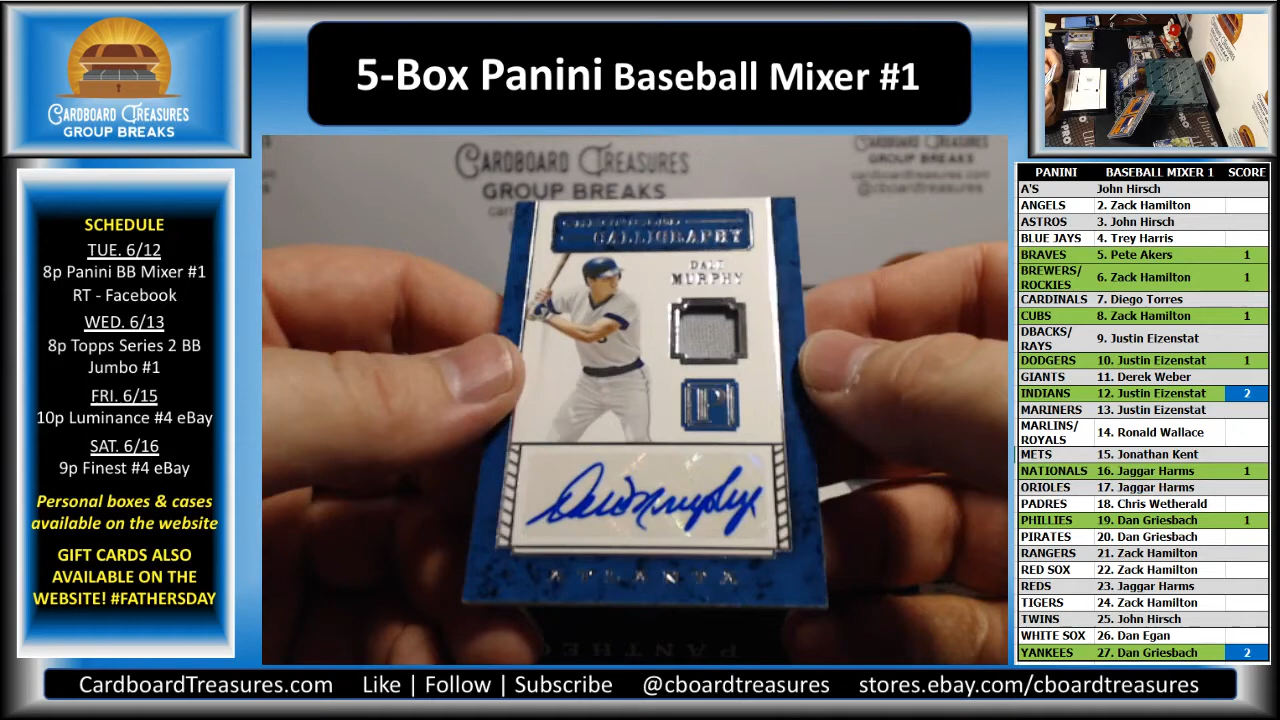 CARDBOARD TREASURES
GROUP BREAKS
5-Box Panini Baseball Mixer #1
SCHEDULE
TUE. 6/12
8p Panini BB Mixer #1
RT - Facebook
WED. 6/13
8p Topps Series 2 BB
Jumbo #1
FRI. 6/15
10p Luminance #4 eBay
SAT. 6/16
9p Finest #4 eBay
Personal boxes & cases
available on the website
GIFT CARDS ALSO
AVAILABLE ON THE
WEBSITE! #FATHERSDAY
CARDBOARD TREASURES
GROUP BREAKS
CARDBOARD TREASURES
GROUP BREAKS
cardboardtreasures.com
@cboardtreasures
CALLIGRAPHY
DALE
MURPHY
P
Dale Murphy
ATLANTA
PANTHEO
PANINI BASEBALL MIXER 1 SCORE
A'S John Hirsch
ANGELS 2. Zack Hamilton
ASTROS 3. John Hirsch
BLUE JAYS 4. Trey Harris
BRAVES 5. Pete Akers 1
BREWERS/
ROCKIES 6. Zack Hamilton 1
CARDINALS 7. Diego Torres
CUBS 8. Zack Hamilton 1
DBACKS/
RAYS 9. Justin Eizenstat
DODGERS 10. Justin Eizenstat 1
GIANTS 11. Derek Weber
INDIANS 12. Justin Eizenstat 2
MARINERS 13. Justin Eizenstat
MARLINS/
ROYALS 14. Ronald Wallace
METS 15. Jonathan Kent
NATIONALS 16. Jaggar Harms 1
ORIOLES 17. Jaggar Harms
PADRES 18. Chris Wetherald
PHILLIES 19. Dan Griesbach 1
PIRATES 20. Dan Griesbach
RANGERS 21. Zack Hamilton
RED SOX 22. Zack Hamilton
REDS 23. Jaggar Harms
TIGERS 24. Zack Hamilton
TWINS 25. John Hirsch
WHITE SOX 26. Dan Egan
YANKEES 27. Dan Griesbach 2
CardboardTreasures.com Like | Follow | Subscribe @cboardtreasures stores.ebay.com/cboardtreasures